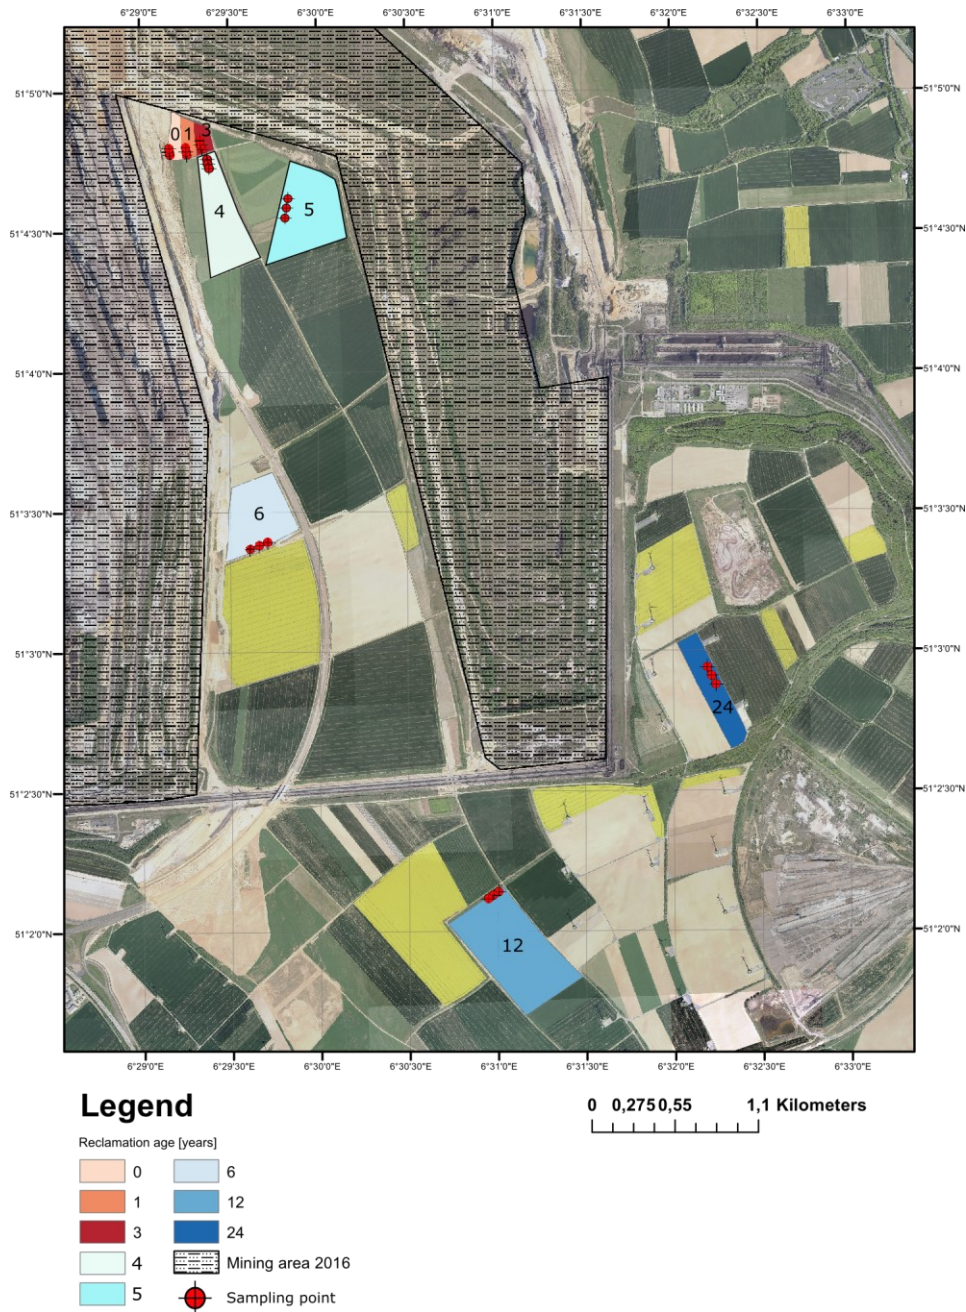 6°29'0"E 6°29'30"E 6°30'0"E 6°30'30"E 6°31'0"E 6°31'30"E 6°32'0"E 6°32'30"E 6°33'0"E
51°5'0"N 51°5'0"N
0 1 3
4 5
51°4'30"N 51°4'30"N
51°4'0"N 51°4'0"N
6
51°3'30"N 51°3'30"N
51°3'0"N 51°3'0"N
24
51°2'30"N 51°2'30"N
12
51°2'0"N 51°2'0"N
6°29'0"E 6°29'30"E 6°30'0"E 6°30'30"E 6°31'0"E 6°31'30"E 6°32'0"E 6°32'30"E 6°33'0"E
Legend
0 0,275 0,55 1,1 Kilometers
Reclamation age [years]
0 6
1 12
3 24
4 Mining area 2016
5 Sampling point